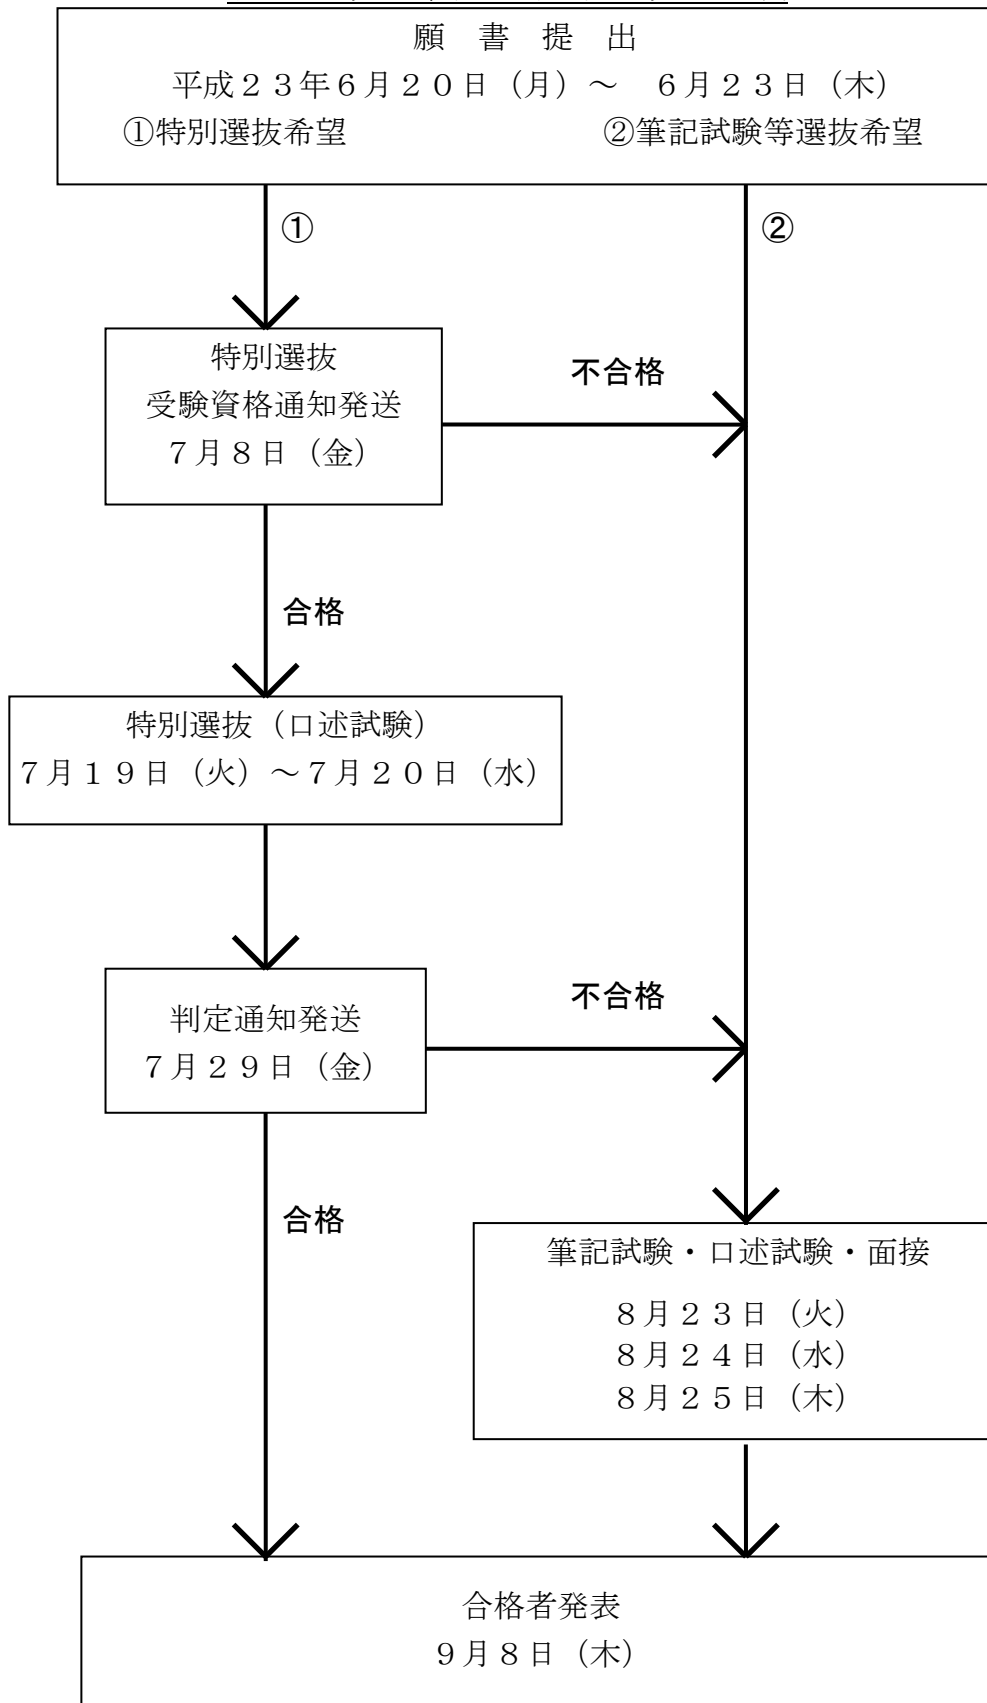 願　書　提　出
平成２３年６月２０日（月）～　６月２３日（木）
①特別選抜希望　　　　　　　　②筆記試験等選抜希望
①
②
特別選抜
受験資格通知発送
７月８日（金）
不合格
合格
特別選抜（口述試験）
７月１９日（火）～７月２０日（水）
判定通知発送
７月２９日（金）
不合格
合格
筆記試験・口述試験・面接
８月２３日（火）
８月２４日（水）
８月２５日（木）
合格者発表
９月８日（木）